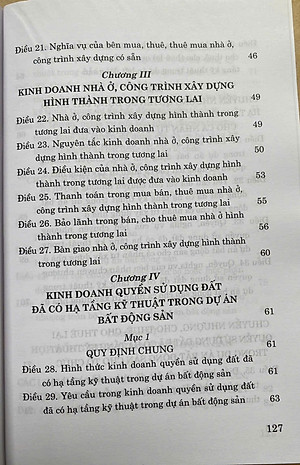 Điều 21. Nghĩa vụ của bên mua, thuê, thuê mua nhà ở,
công trình xây dựng có sẵn 46
Chương III
KINH DOANH NHÀ Ở, CÔNG TRÌNH XÂY DỰNG
HÌNH THÀNH TRONG TƯƠNG LAI 49
Điều 22. Nhà ở, công trình xây dựng hình thành trong
tương lai đưa vào kinh doanh 49
Điều 23. Nguyên tắc kinh doanh nhà ở, công trình xây
dựng hình thành trong tương lai 50
Điều 24. Điều kiện của nhà ở, công trình xây dựng hình
thành trong tương lai được đưa vào kinh doanh 52
Điều 25. Thanh toán trong mua bán, thuê mua nhà
ở, công trình xây dựng hình thành trong tương lai 55
Điều 26. Bảo lãnh trong bán, cho thuê mua nhà ở hình
thành trong tương lai 56
Điều 27. Bàn giao nhà ở, công trình xây dựng hình thành
trong tương lai 60
Chương IV
KINH DOANH QUYỀN SỬ DỤNG ĐẤT
ĐÃ CÓ HẠ TẦNG KỸ THUẬT TRONG DỰ ÁN
BẤT ĐỘNG SẢN 61
Mục 1
QUY ĐỊNH CHUNG 61
Điều 28. Hình thức kinh doanh quyền sử dụng đất đã
có hạ tầng kỹ thuật trong dự án bất động sản 61
Điều 29. Yêu cầu trong kinh doanh quyền sử dụng đất
đã có hạ tầng kỹ thuật trong dự án bất động sản 63
127